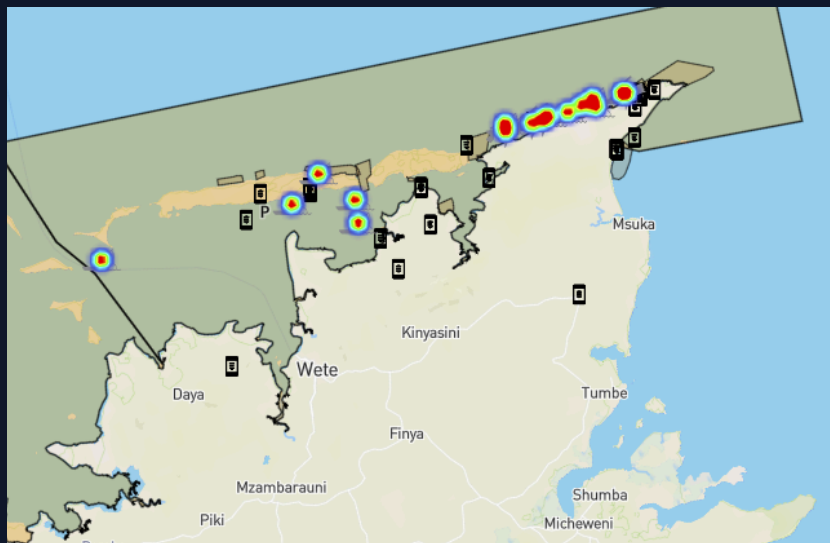 P
Msuka
Kinyasini
Wete
Daya
Tumbe
Finya
Mzambarauni
Shumba
Piki
Micheweni